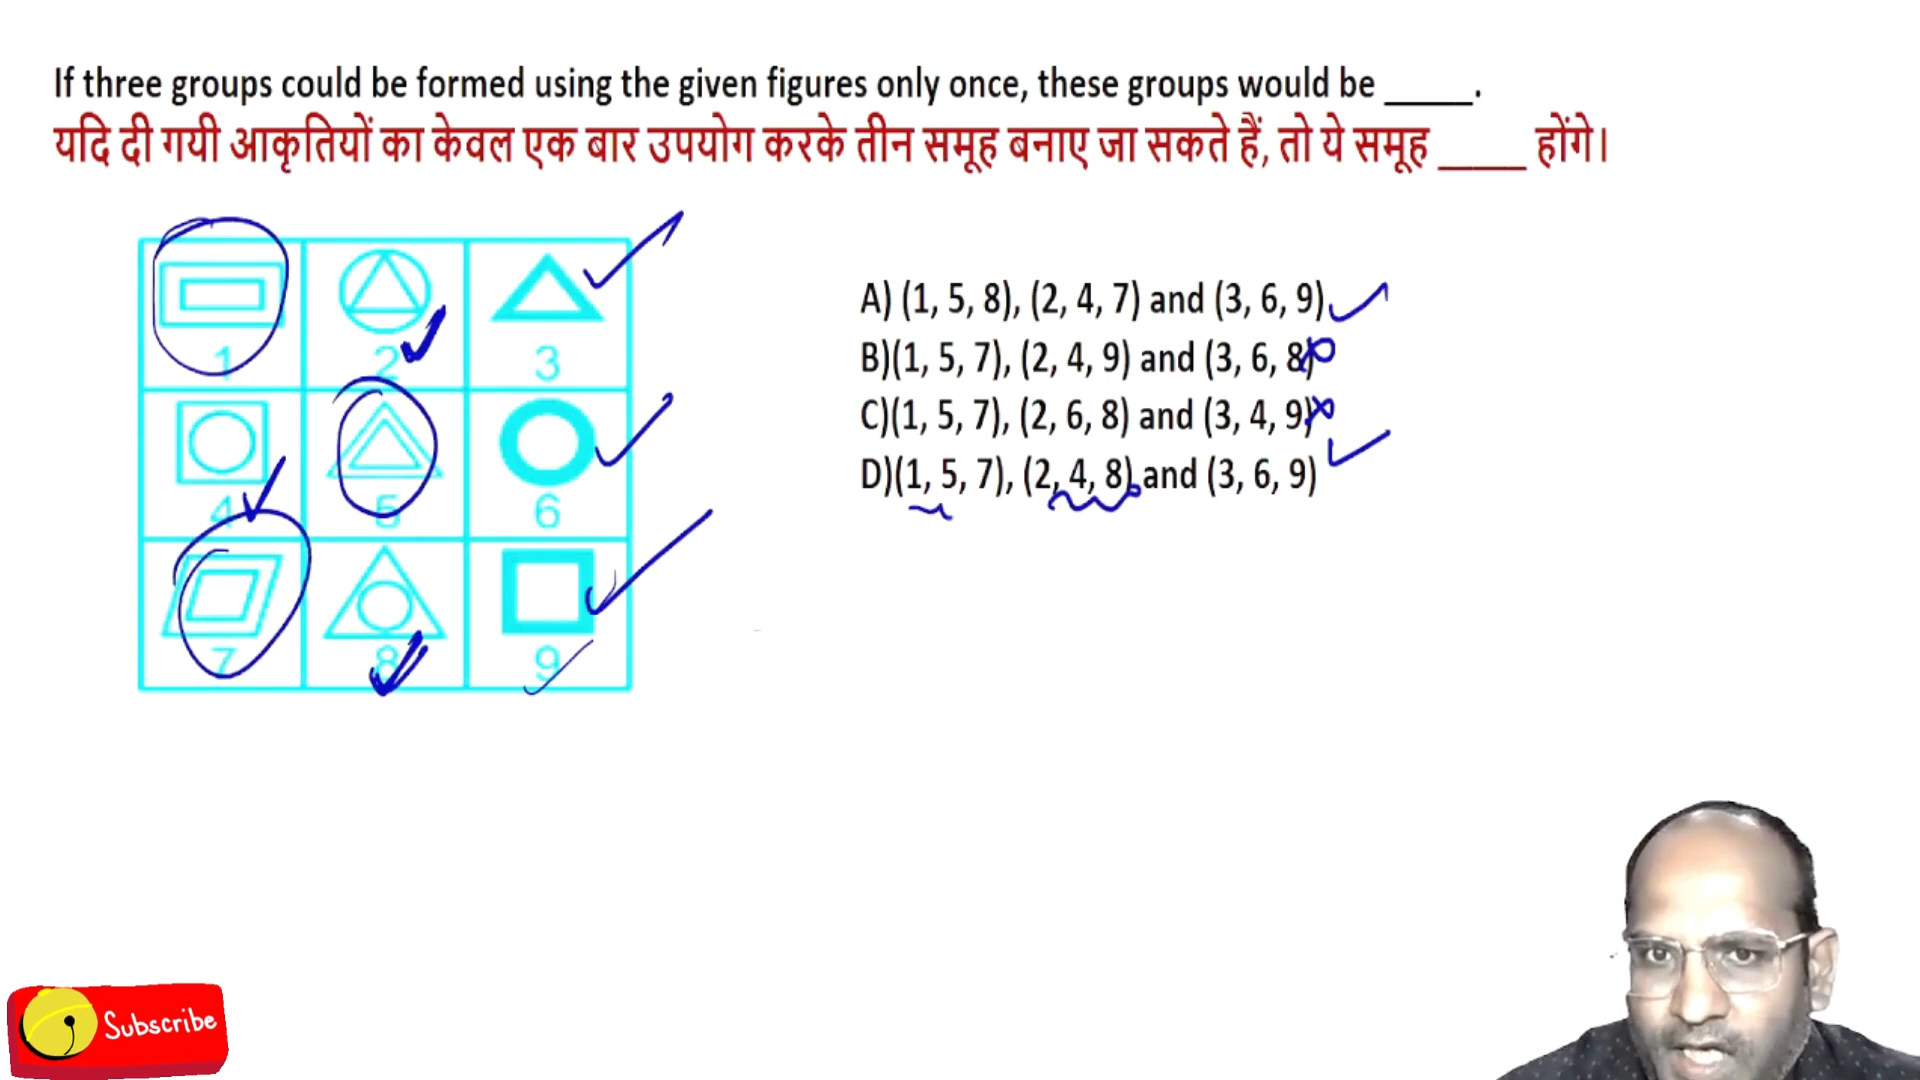 If three groups could be formed using the given figures only once, these groups would be _____.
यदि दी गयी आकृतियों का केवल एक बार उपयोग करके तीन समूह बनाए जा सकते हैं, तो ये समूह _____ होंगे।
1 2 3
4 5 6
7 8 9
A) (1, 5, 8), (2, 4, 7) and (3, 6, 9)
B)(1, 5, 7), (2, 4, 9) and (3, 6, 8)
C)(1, 5, 7), (2, 6, 8) and (3, 4, 9)
D)(1, 5, 7), (2, 4, 8) and (3, 6, 9)
Subscribe